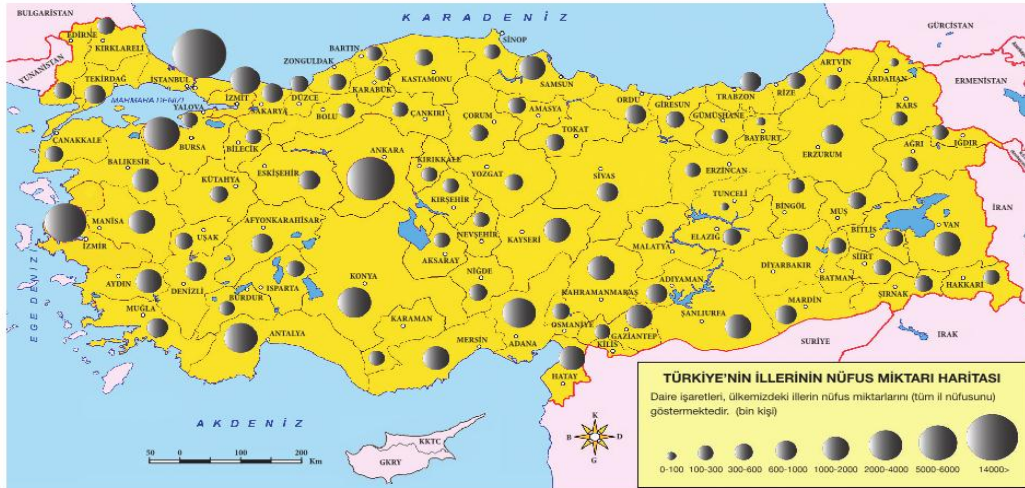 BULGARİSTAN
KARADENİZ
GÜRCİSTAN
EDİRNE
KIRKLARELİ
SİNOP
BARTIN
ZONGULDAK
KASTAMONU
ARTVİN
ARDAHAN
YUNANİSTAN
TEKİRDAĞ
İSTANBUL
KARABÜK
SAMSUN
ERMENİSTAN
İZMİT
DÜZCE
TRABZON
RİZE
YALOVA
SAKARYA
BOLU
ÇANKIRI
ORDU
GİRESUN
KARS
ÇORUM
AMASYA
GÜMÜŞHANE
BAYBURT
ÇANAKKALE
BURSA
BİLECİK
TOKAT
AĞRI
IĞDIR
BALIKESİR
ANKARA
KIRIKKALE
ERZURUM
ESKİŞEHİR
YOZGAT
ERZİNCAN
KÜTAHYA
SİVAS
İRAN
KIRŞEHİR
TUNCELİ
MANİSA
AFYONKARAHİSAR
BİNGÖL
MUŞ
UŞAK
NEVŞEHİR
BİTLİS
VAN
İZMİR
KAYSERİ
ELAZIĞ
MALATYA
AKSARAY
SİİRT
EGE DENİZİ
NİĞDE
DİYARBAKIR
KONYA
BATMAN
AYDIN
DENİZLİ
ISPARTA
ADIYAMAN
HAKKARİ
BURDUR
KAHRAMANMARAŞ
ŞIRNAK
MARDİN
MUĞLA
KARAMAN
OSMANİYE
ŞANLIURFA
ANTALYA
GAZİANTEP
MERSİN
ADANA
KİLİS
SURİYE
IRAK
HATAY
TÜRKİYE'NİN İLLERİNİN NÜFUS MİKTARI HARİTASI
Daire işaretleri, ülkemizdeki illerin nüfus miktarlarını (tüm il nüfusunu)
göstermektedir. (bin kişi)
0-100 100-300 300-600 600-1000 1000-2000 2000-4000 5000-6000 14000>
AKDENİZ
K
B D
G
KKTC
GKRY
50 0 100 200
Km